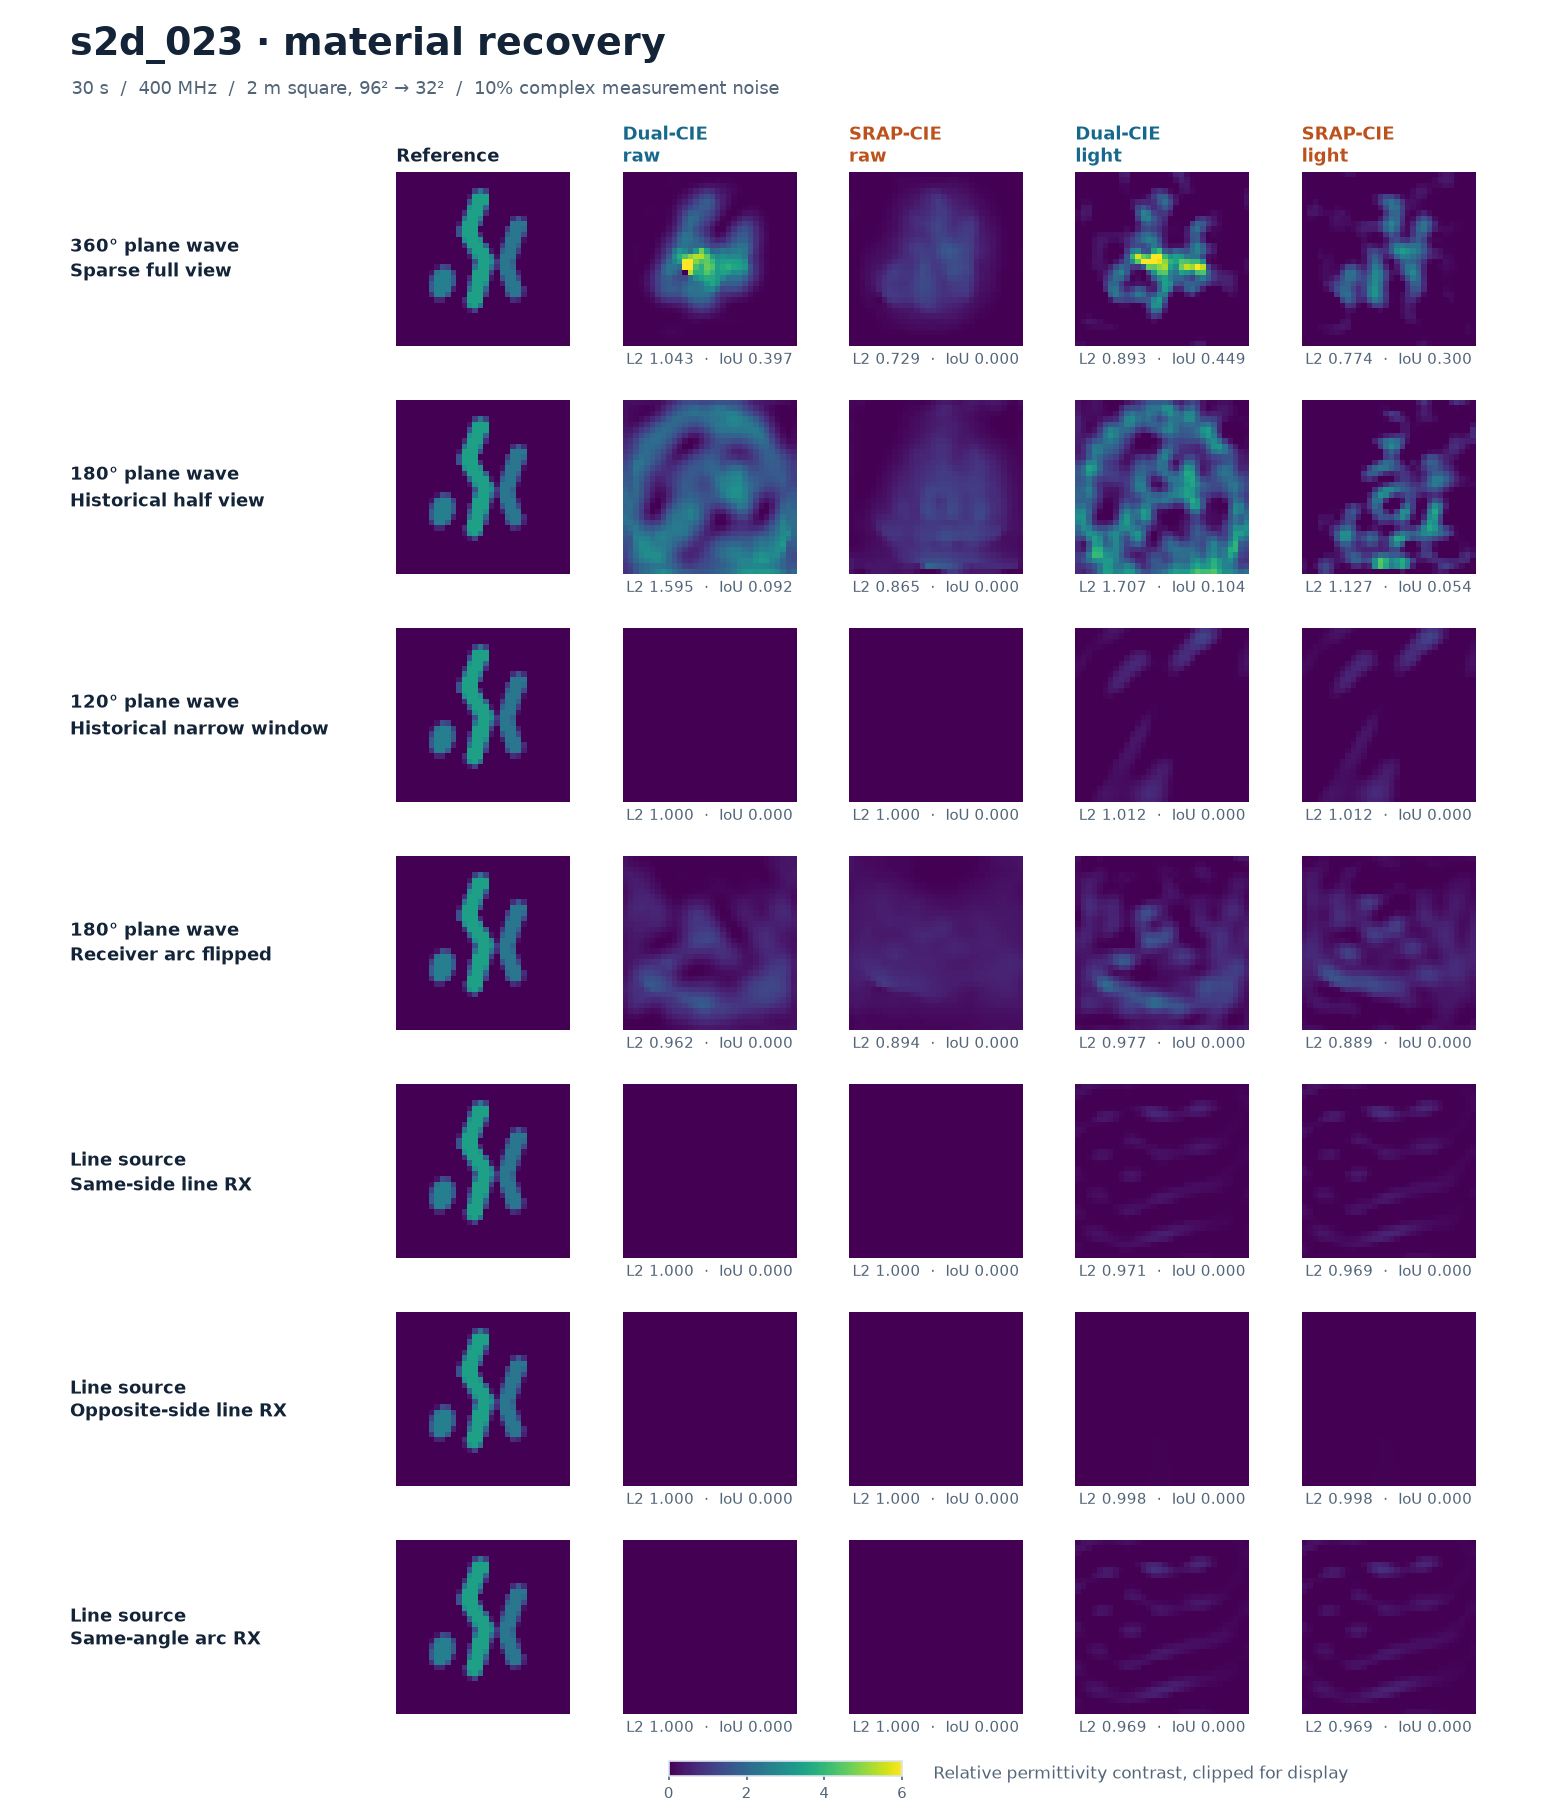 s2d_023 · material recovery
30 s / 400 MHz / 2 m square, 96² → 32² / 10% complex measurement noise
Reference
Dual-CIE
raw
SRAP-CIE
raw
Dual-CIE
light
SRAP-CIE
light
360° plane wave
Sparse full view
L2 1.043 · IoU 0.397
L2 0.729 · IoU 0.000
L2 0.893 · IoU 0.449
L2 0.774 · IoU 0.300
180° plane wave
Historical half view
L2 1.595 · IoU 0.092
L2 0.865 · IoU 0.000
L2 1.707 · IoU 0.104
L2 1.127 · IoU 0.054
120° plane wave
Historical narrow window
L2 1.000 · IoU 0.000
L2 1.000 · IoU 0.000
L2 1.012 · IoU 0.000
L2 1.012 · IoU 0.000
180° plane wave
Receiver arc flipped
L2 0.962 · IoU 0.000
L2 0.894 · IoU 0.000
L2 0.977 · IoU 0.000
L2 0.889 · IoU 0.000
Line source
Same-side line RX
L2 1.000 · IoU 0.000
L2 1.000 · IoU 0.000
L2 0.971 · IoU 0.000
L2 0.969 · IoU 0.000
Line source
Opposite-side line RX
L2 1.000 · IoU 0.000
L2 1.000 · IoU 0.000
L2 0.998 · IoU 0.000
L2 0.998 · IoU 0.000
Line source
Same-angle arc RX
L2 1.000 · IoU 0.000
L2 1.000 · IoU 0.000
L2 0.969 · IoU 0.000
L2 0.969 · IoU 0.000
0 2 4 6
Relative permittivity contrast, clipped for display